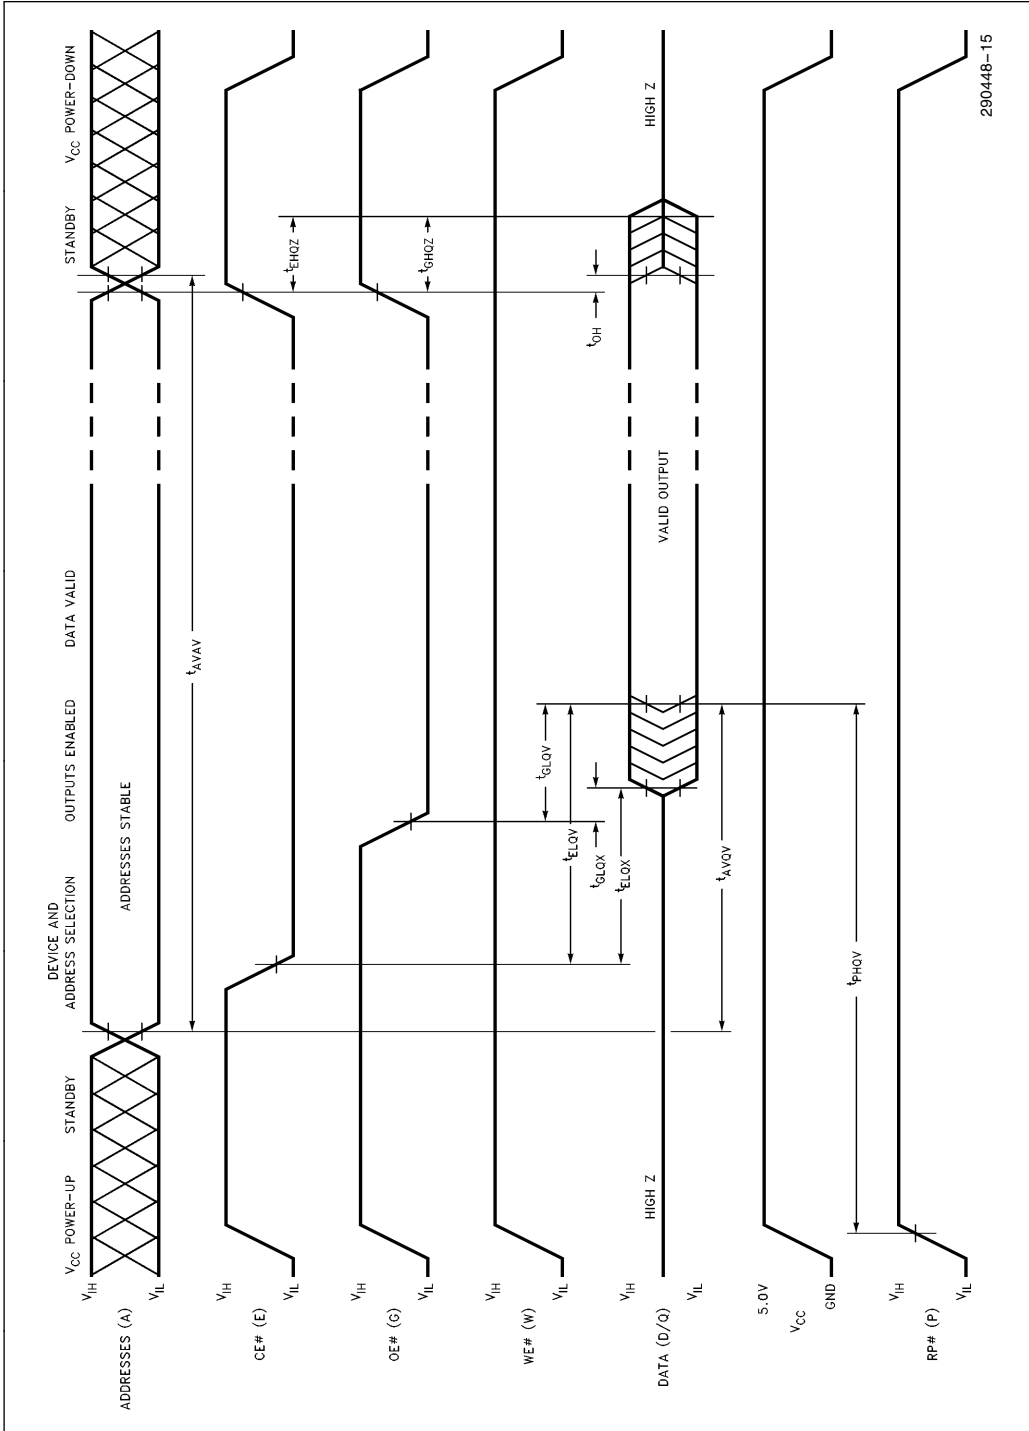 VCC POWER-UP
STANDBY
DEVICE AND
ADDRESS SELECTION
OUTPUTS ENABLED
DATA VALID
STANDBY
VCC POWER-DOWN
VIH
ADDRESSES (A)
VIL
ADDRESSES STABLE
tAVAV
VIH
CE# (E)
VIL
tEHQZ
VIH
OE# (G)
VIL
tGHQZ
VIH
WE# (W)
VIL
tGLQV
tELQV
tGLQX
tELQX
tOH
VIH
DATA (D/Q)
VIL
HIGH Z
VALID OUTPUT
HIGH Z
tAVQV
5.0V
VCC
GND
tPHQV
VIH
RP# (P)
VIL
290448-15